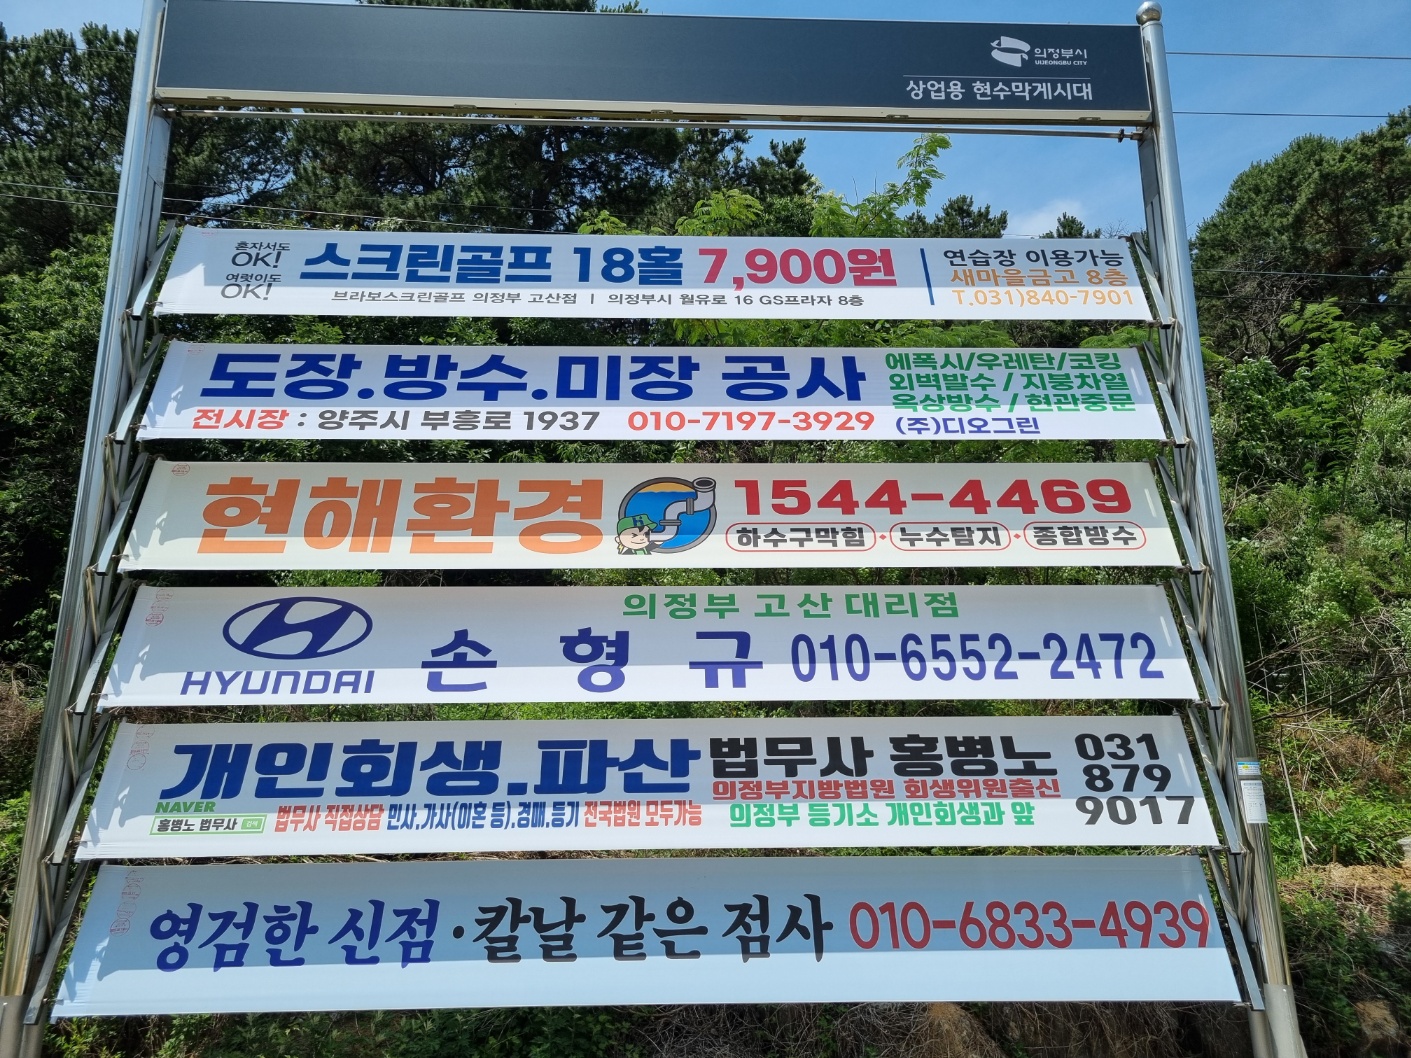 의정부시
UIJEONGBU CITY
상업용 현수막게시대
혼자서도
OK!
여럿이도
OK!
스크린골프 18홀 7,900원
브라보스크린골프 의정부 고산점 | 의정부시 월유로 16 GS프라자 8층
연습장 이용가능
새마을금고 8층
T.031)840-7901
도장.방수.미장 공사
전시장 : 양주시 부흥로 1937 010-7197-3929
에폭시/우레탄/코킹
외벽발수 / 지붕차열
옥상방수 / 현관중문
(주)디오그린
현해환경
1544-4469
하수구막힘 · 누수탐지 · 종합방수
HYUNDAI
의정부 고산 대리점
손형규 010-6552-2472
개인회생.파산
NAVER
홍병노 법무사 검색
법무사 직접상담 민사.가사(이혼 등).경매.등기 전국법원 모두가능
법무사 홍병노
의정부지방법원 회생위원출신
의정부 등기소 개인회생과 앞
031
879
9017
영검한 신점·칼날 같은 점사 010-6833-4939